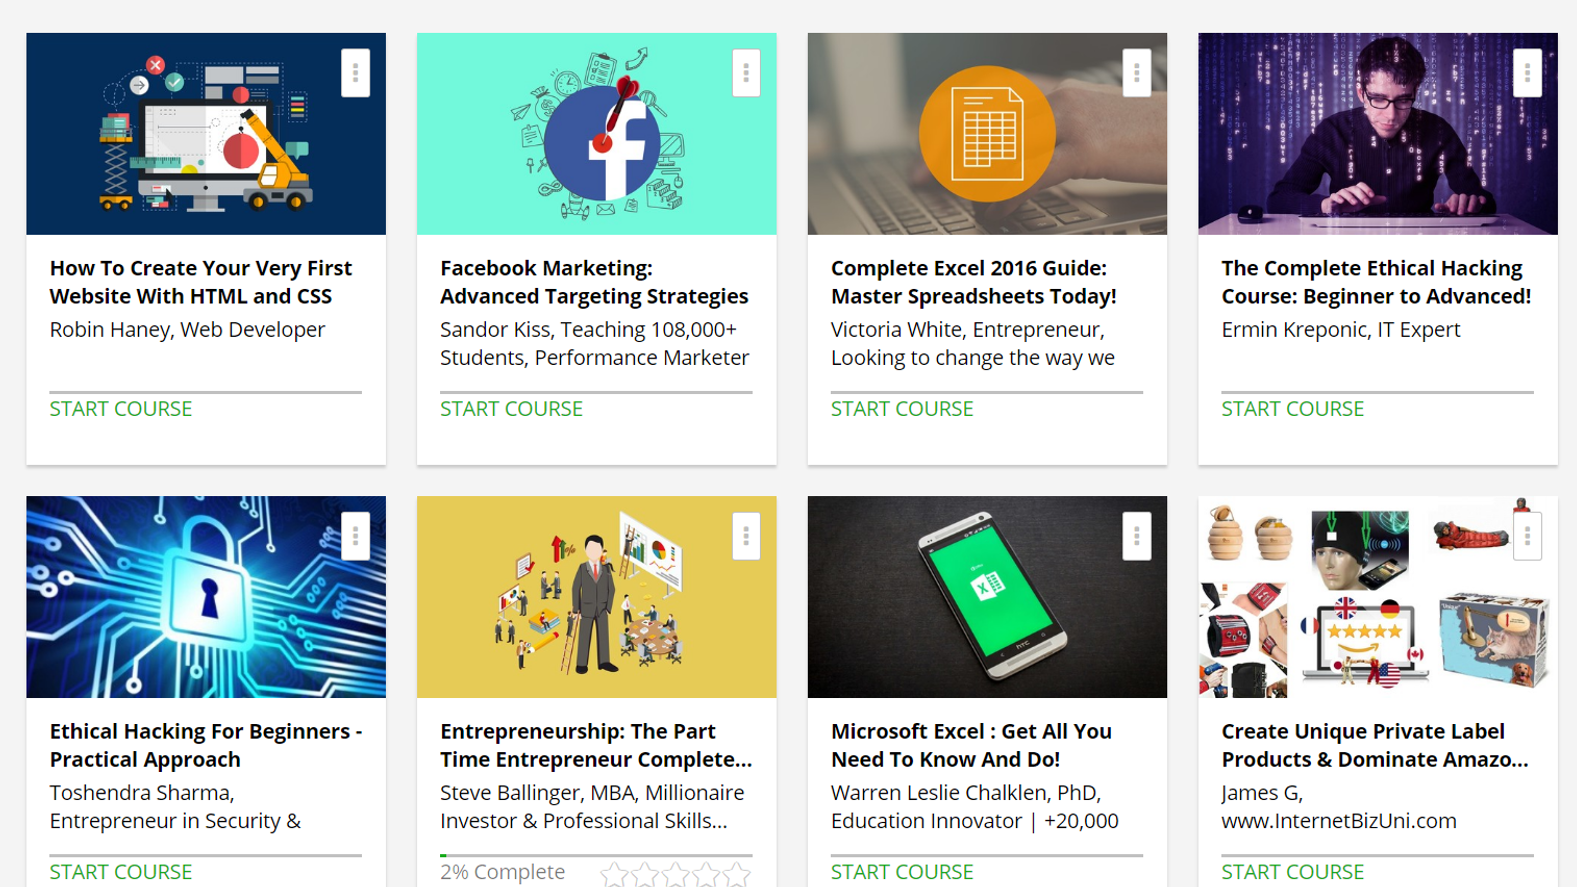 How To Create Your Very First
Website With HTML and CSS
Robin Haney, Web Developer
START COURSE
Facebook Marketing:
Advanced Targeting Strategies
Sandor Kiss, Teaching 108,000+
Students, Performance Marketer
START COURSE
Complete Excel 2016 Guide:
Master Spreadsheets Today!
Victoria White, Entrepreneur,
Looking to change the way we
START COURSE
The Complete Ethical Hacking
Course: Beginner to Advanced!
Ermin Kreponic, IT Expert
START COURSE
Ethical Hacking For Beginners -
Practical Approach
Toshendra Sharma,
Entrepreneur in Security &
START COURSE
Entrepreneurship: The Part
Time Entrepreneur Complete...
Steve Ballinger, MBA, Millionaire
Investor & Professional Skills...
2% Complete
hTC
Microsoft Excel : Get All You
Need To Know And Do!
Warren Leslie Chalklen, PhD,
Education Innovator | +20,000
START COURSE
Create Unique Private Label
Products & Dominate Amazo...
James G,
www.InternetBizUni.com
START COURSE